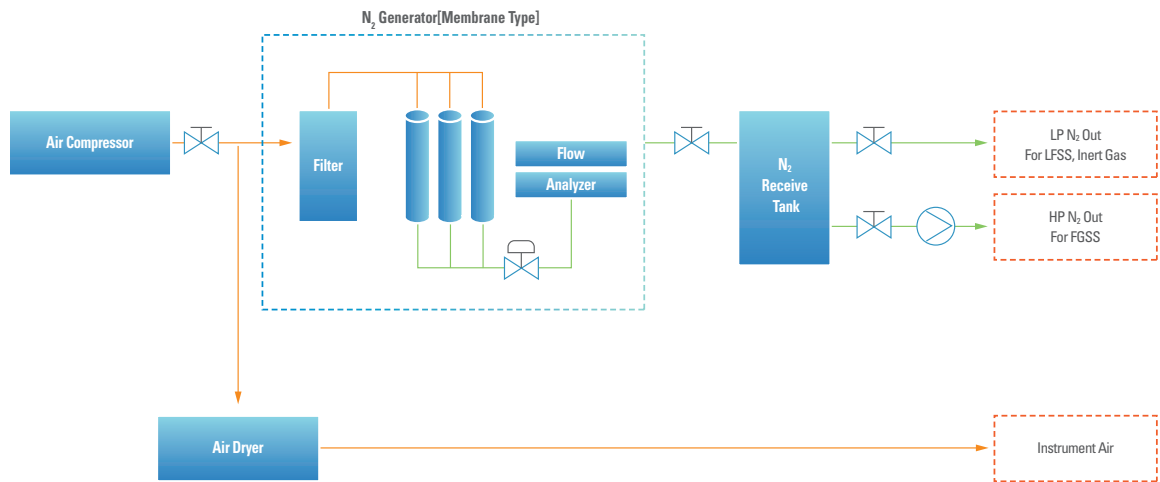 N₂ Generator[Membrane Type]
Air Compressor
Filter
Flow
Analyzer
N₂
Receive
Tank
LP N₂ Out
For LFSS, Inert Gas
HP N₂ Out
For FGSS
Air Dryer
Instrument Air